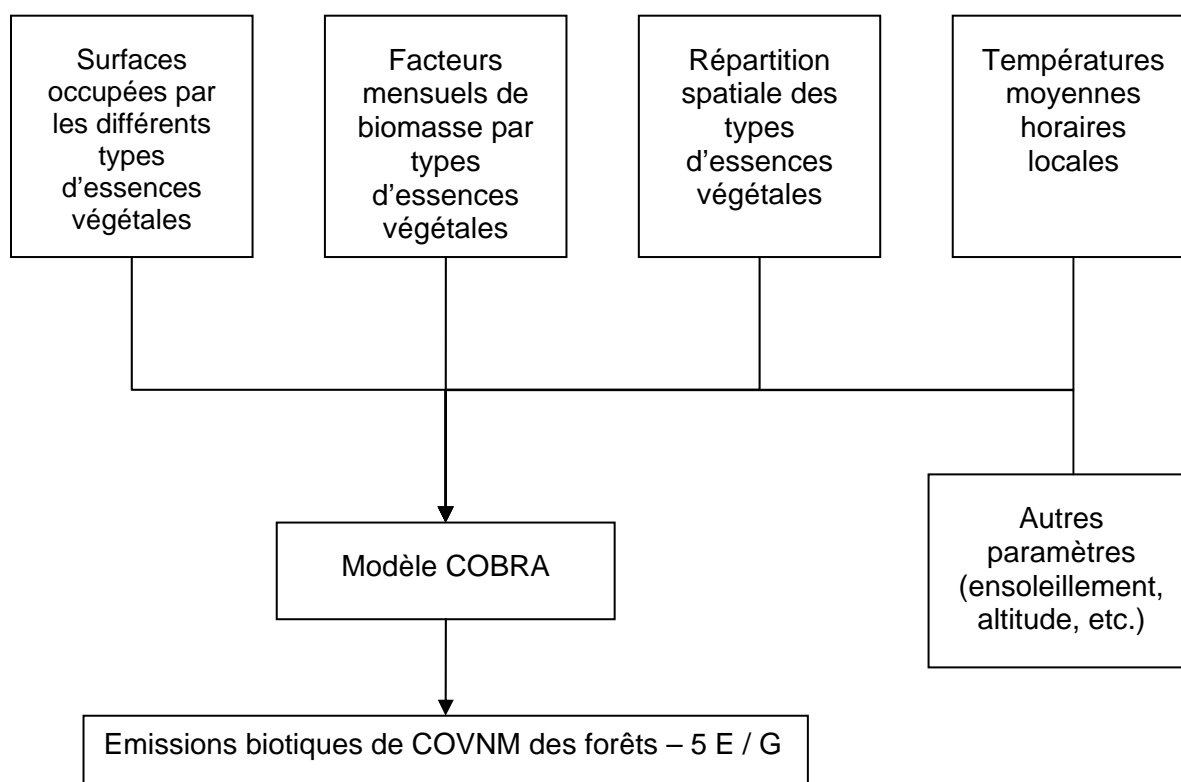 Surfaces
occupées par
les différents
types
d’essences
végétales
Facteurs
mensuels de
biomasse par
types
d’essences
végétales
Répartition
spatiale des
types
d’essences
végétales
Températures
moyennes
horaires
locales
Modèle COBRA
Autres
paramètres
(ensoleillement,
altitude, etc.)
Emissions biotiques de COVNM des forêts – 5 E / G